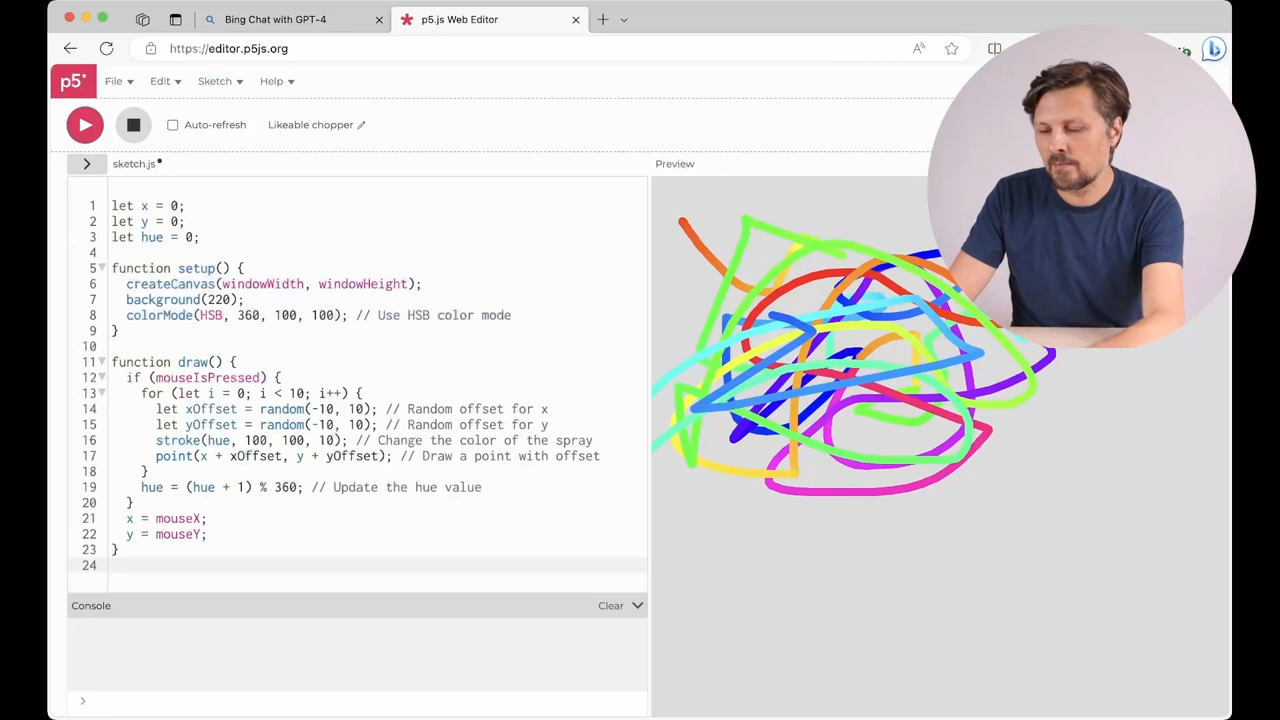 Bing Chat with GPT-4
p5.js Web Editor
https://editor.p5js.org
p5*
File
Edit
Sketch
Help
Auto-refresh
Likeable chopper
sketch.js
Preview
1 let x = 0;
2 let y = 0;
3 let hue = 0;
4
5 function setup() {
6 createCanvas(windowWidth, windowHeight);
7 background(220);
8 colorMode(HSB, 360, 100, 100); // Use HSB color mode
9 }
10
11 function draw() {
12 if (mouseIsPressed) {
13 for (let i = 0; i < 10; i++) {
14 let xOffset = random(-10, 10); // Random offset for x
15 let yOffset = random(-10, 10); // Random offset for y
16 stroke(hue, 100, 100, 10); // Change the color of the spray
17 point(x + xOffset, y + yOffset); // Draw a point with offset
18 }
19 hue = (hue + 1) % 360; // Update the hue value
20 }
21 x = mouseX;
22 y = mouseY;
23 }
24
Console
Clear